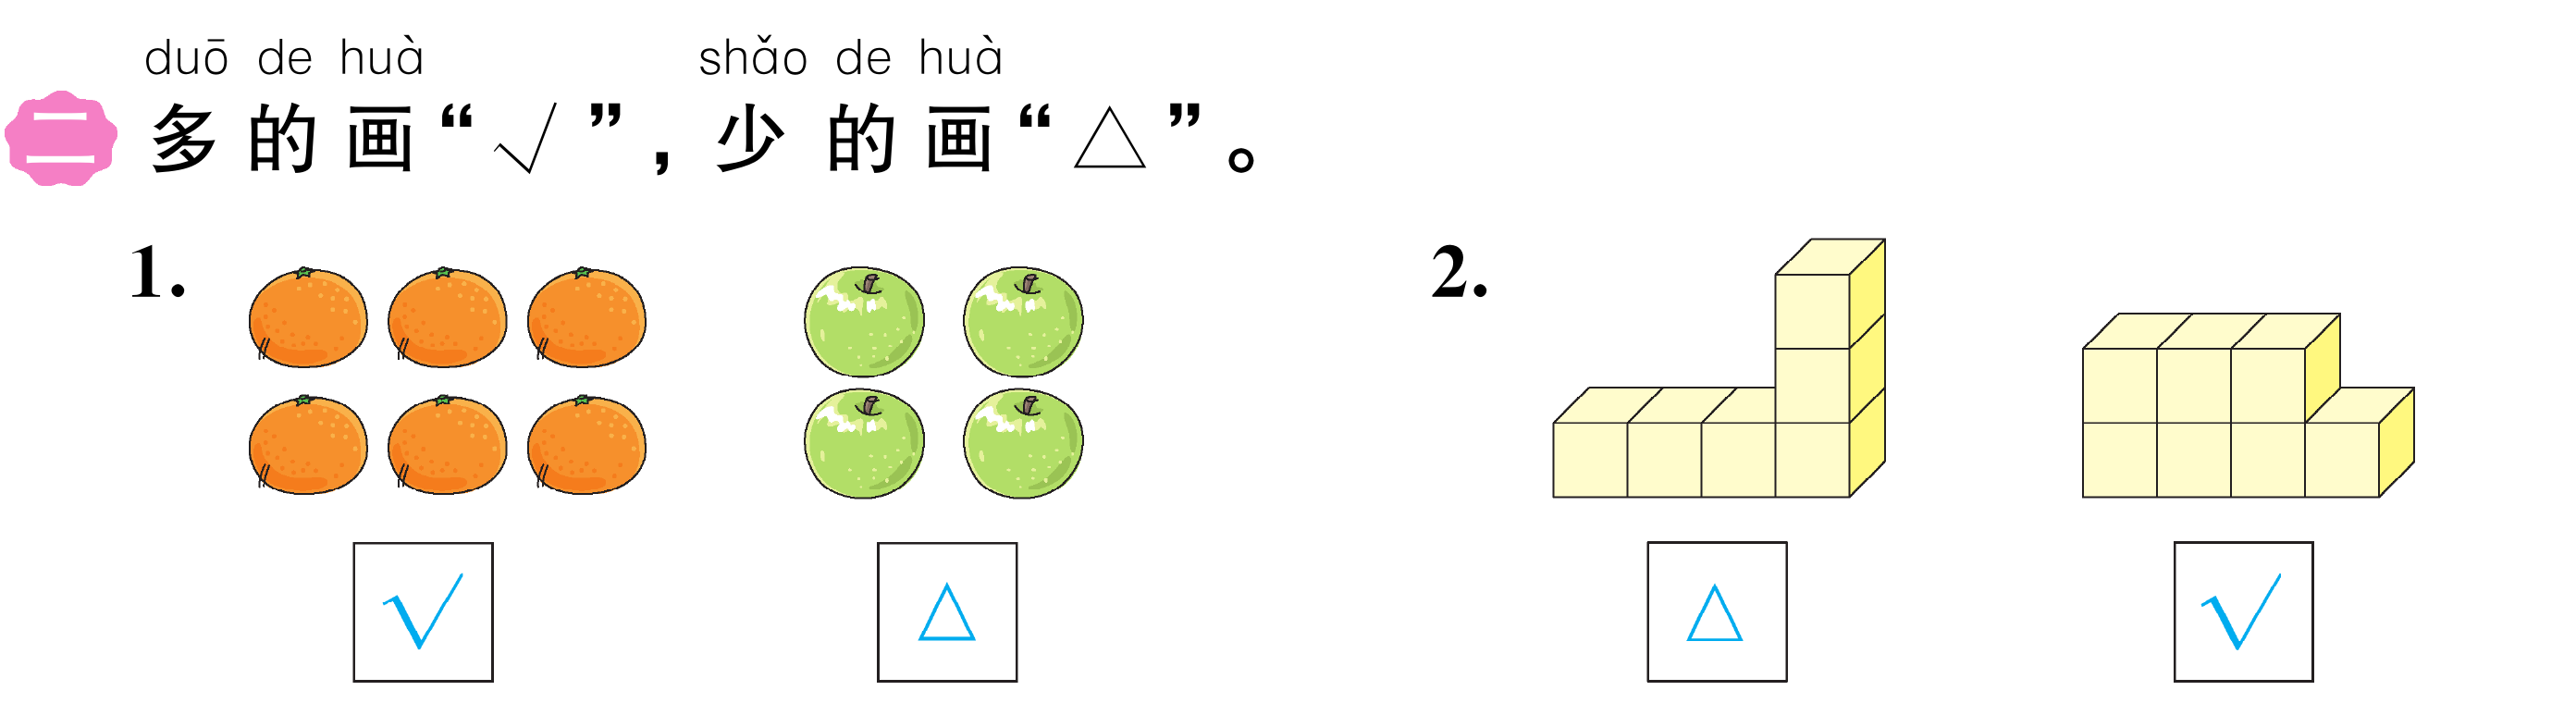 duō de huà shǎo de huà
二 多的画“√”，少的画“△”。
1. 2.
√ △ △ √